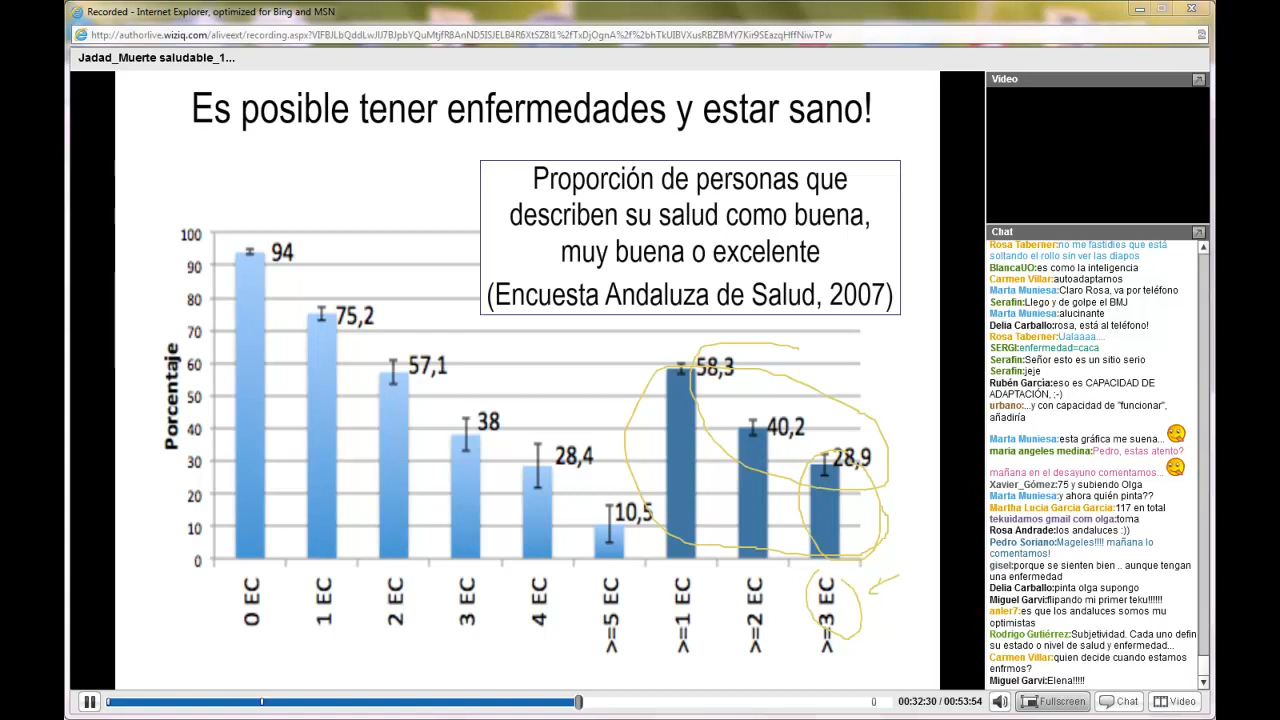 Recorded - Internet Explorer, optimized for Bing and MSN
Jadad_Muerte saludable_1...
Es posible tener enfermedades y estar sano!
Proporción de personas que
describen su salud como buena,
muy buena o excelente
(Encuesta Andaluza de Salud, 2007)
Porcentaje
100
90
80
70
60
50
40
30
20
10
0
94
75,2
57,1
38
28,4
10,5
58,3
40,2
28,9
0 EC
1 EC
2 EC
3 EC
4 EC
>=5 EC
>=1 EC
>=2 EC
>=3 EC
Video
Chat
Rosa Taberner:no me fastidies que está
soltando el rollo sin ver las diapos
BlancaUO:es como la inteligencia
Carmen Villar:autoadaptarnos
Marta Muniesa:Claro Rosa, va por teléfono
Serafin:Llego y de golpe el BMJ
Marta Muniesa:alucinante
Delia Carballo:rosa, está al teléfono!
Rosa Taberner:Ualaaaa....
SERGI:enfermedad=caca
Serafin:Señor esto es un sitio serio
Serafin:jeje
Rubén Garcia:eso es CAPACIDAD DE
ADAPTACIÓN, ;-)
urbano:...y con capacidad de "funcionar",
añadiría
Marta Muniesa:esta gráfica me suena...
maria angeles medina:Pedro, estas atento?
mañana en el desayuno comentamos...
Xavier_Gómez:75 y subiendo Olga
Marta Muniesa:y ahora quién pinta??
Martha Lucia Garcia Garcia:117 en total
tekuidamos gmail com olga:toma
Rosa Andrade:los andaluces :))
Pedro Soriano:Mageles!!!! mañana lo
comentamos!
gisel:porque se sienten bien .. aunque tengan
una enfermedad
Delia Carballo:pinta olga supongo
Miguel Garvi:flipando mi primer teku!!!!!!
anler7:es que los andaluces somos mu
optimistas
Rodrigo Gutiérrez:Subjetividad. Cada uno defin
su estado o nivel de salud y enfermedad...
Carmen Villar:quien decide cuando estamos
enfrmos?
Miguel Garvi:Elena!!!!!
0
00:32:30 / 00:53:54
Fullscreen
Chat
Video